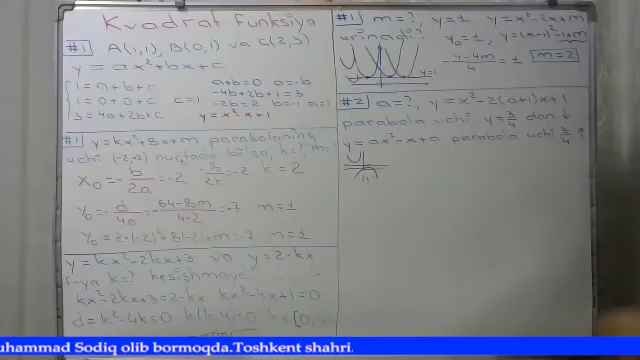 Kvadrat funksiya
#1 A(1,1), B(0,1) va C(2,3)
y = ax²+bx+c
1 = a+b+c
1 = 0+0+c c=1
3 = 4a+2b+c
a+b=0 a=-b
-4b+2b+1=3
-2b=2 b=-1 a=1
y=x²-x+1
#1 y=kx²+8x+m parabolaning
uchi (-2,-7) nuqtada bo'lsa, k=? m=?
x₀=-b/2a=-2 -8/2k=-2 k=2
y₀=-d/4a=-(64-8m)/(4·2)=-7 m=1
y₀=2·(-2)²+8(-2)+m=-7 m=1
y=kx²-2kx+3 va y=2-kx
f-ya k=? kesishmaydi
kx²-2kx+3=2-kx kx²-kx+1=0
d=k²-4k<0
#1 m=?, y=1 y=x²-2x+m
urinadi? y₀=1, y=(x-1)²-1+m
y=1
-(4-4m)/4=1 m=2
#2 a=?, y=x²-2(a+1)x+1
parabola uchi y=3/4 dan ↓
y=ax²-x+a parabola uchi 3/4 ↑
uhammad Sodiq olib bormoqda.Toshkent shahri.